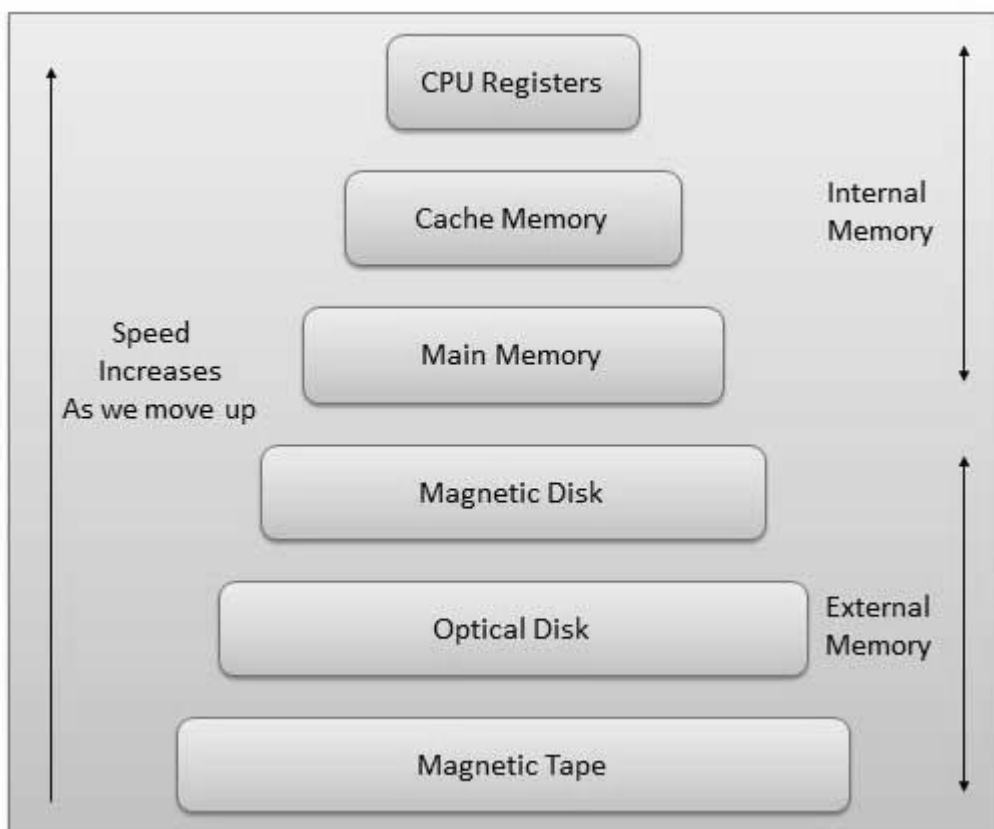 CPU Registers
Cache Memory
Internal
Memory
Main Memory
Speed
Increases
As we move up
Magnetic Disk
Optical Disk
External
Memory
Magnetic Tape